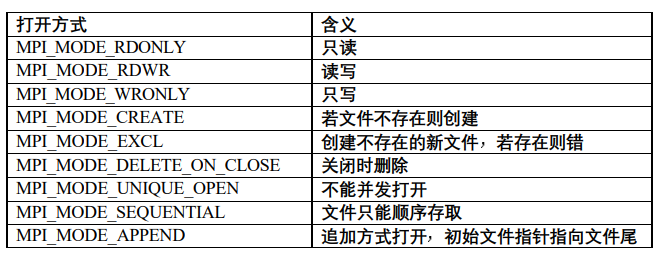 打开方式 含义
MPI_MODE_RDONLY 只读
MPI_MODE_RDWR 读写
MPI_MODE_WRONLY 只写
MPI_MODE_CREATE 若文件不存在则创建
MPI_MODE_EXCL 创建不存在的新文件，若存在则错
MPI_MODE_DELETE_ON_CLOSE 关闭时删除
MPI_MODE_UNIQUE_OPEN 不能并发打开
MPI_MODE_SEQUENTIAL 文件只能顺序存取
MPI_MODE_APPEND 追加方式打开，初始文件指针指向文件尾